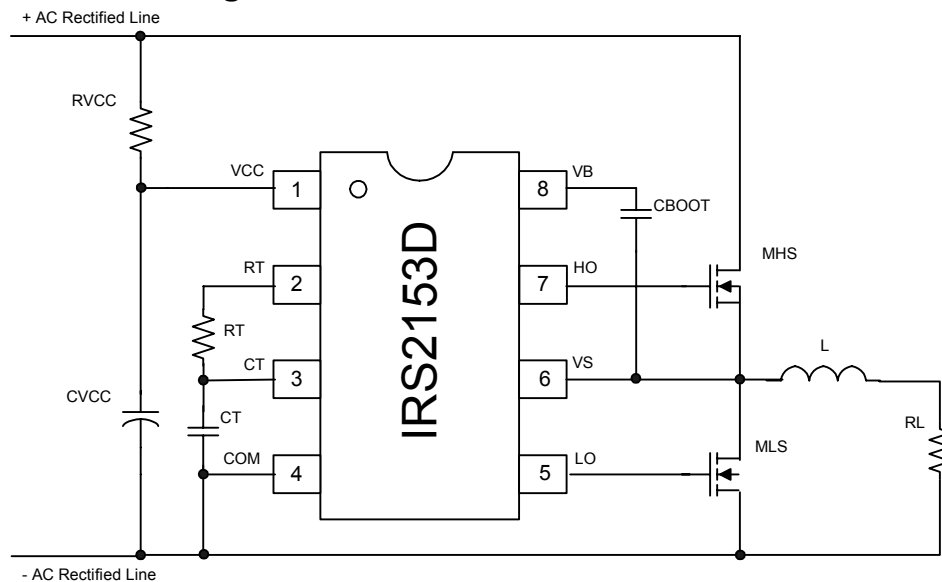 + AC Rectified Line
RVCC
VCC
1
8
VB
CBOOT
RT
2
7
HO
MHS
RT
IRS2153D
CT
3
6
VS
L
CVCC
CT
RL
COM
4
5
LO
MLS
- AC Rectified Line